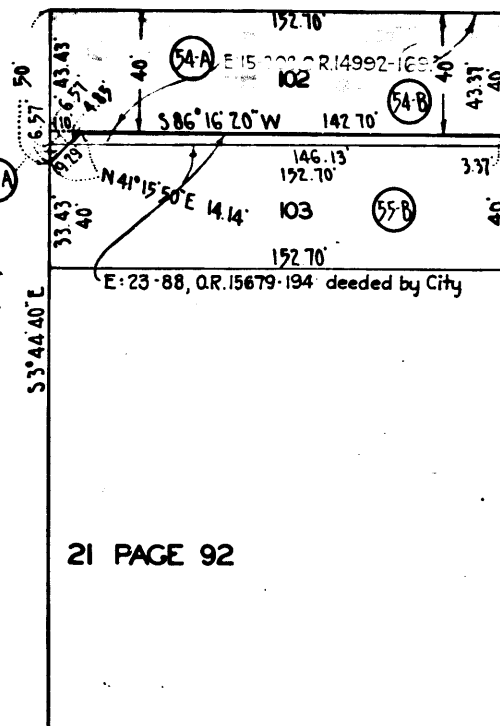 152.70'
50'
43.43'
40'
54-A
E 15
O.R.14992-169
102
40'
43.37'
40'
54-B
6.57'
6.57'
4.85'
10'
S 86° 16' 20" W 142.70'
9.29'
A
N 41° 15' 50" E 14.14'
146.13'
152.70'
3.37'
33.43'
40'
103
55-B
40'
152.70'
E: 23-88, O.R. 15679-194 deeded by City
S 3° 44' 40" E
21 PAGE 92